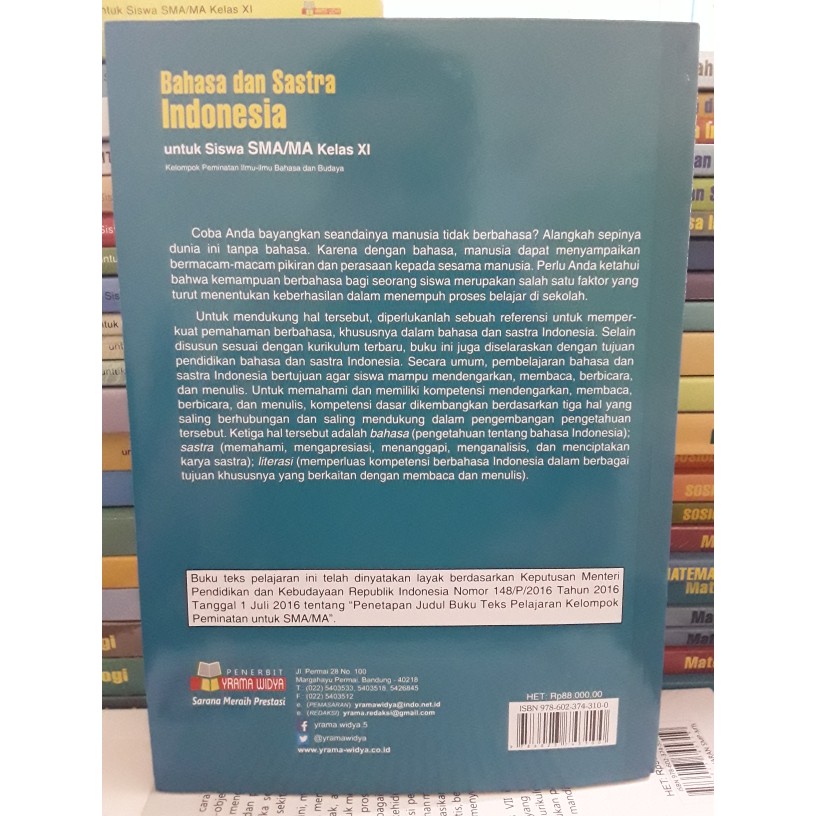 ntuk Siswa SMA/MA Kelas XI
Bahasa dan Sastra
Indonesia
untuk Siswa SMA/MA Kelas XI
Kelompok Peminatan Ilmu-ilmu Bahasa dan Budaya
Coba Anda bayangkan seandainya manusia tidak berbahasa? Alangkah sepinya
dunia ini tanpa bahasa. Karena dengan bahasa, manusia dapat menyampaikan
bermacam-macam pikiran dan perasaan kepada sesama manusia. Perlu Anda ketahui
bahwa kemampuan berbahasa bagi seorang siswa merupakan salah satu faktor yang
turut menentukan keberhasilan dalam menempuh proses belajar di sekolah.
Untuk mendukung hal tersebut, diperlukanlah sebuah referensi untuk memper-
kuat pemahaman berbahasa, khususnya dalam bahasa dan sastra Indonesia. Selain
disusun sesuai dengan kurikulum terbaru, buku ini juga diselaraskan dengan tujuan
pendidikan bahasa dan sastra Indonesia. Secara umum, pembelajaran bahasa dan
sastra Indonesia bertujuan agar siswa mampu mendengarkan, membaca, berbicara,
dan menulis. Untuk memahami dan memiliki kompetensi mendengarkan, membaca,
berbicara, dan menulis, kompetensi dasar dikembangkan berdasarkan tiga hal yang
saling berhubungan dan saling mendukung dalam pengembangan pengetahuan
tersebut. Ketiga hal tersebut adalah bahasa (pengetahuan tentang bahasa Indonesia);
sastra (memahami, mengapresiasi, menanggapi, menganalisis, dan menciptakan
karya sastra); literasi (memperluas kompetensi berbahasa Indonesia dalam berbagai
tujuan khususnya yang berkaitan dengan membaca dan menulis).
Buku teks pelajaran ini telah dinyatakan layak berdasarkan Keputusan Menteri
Pendidikan dan Kebudayaan Republik Indonesia Nomor 148/P/2016 Tahun 2016
Tanggal 1 Juli 2016 tentang "Penetapan Judul Buku Teks Pelajaran Kelompok
Peminatan untuk SMA/MA".
PENERBIT
YRAMA WIDYA
Sarana Meraih Prestasi
Jl. Permai 28 No. 100
Margahayu Permai, Bandung - 40218
T. (022) 5403533, 5403518, 5426845
F. (022) 5403512
e. (PEMASARAN) yramawidya@indo.net.id
e. (REDAKSI) yrama.redaksi@gmail.com
yrama.widya.5
@yramawidya
www.yrama-widya.co.id
HET: Rp88.000.00
ISBN 978-602-374-310-0